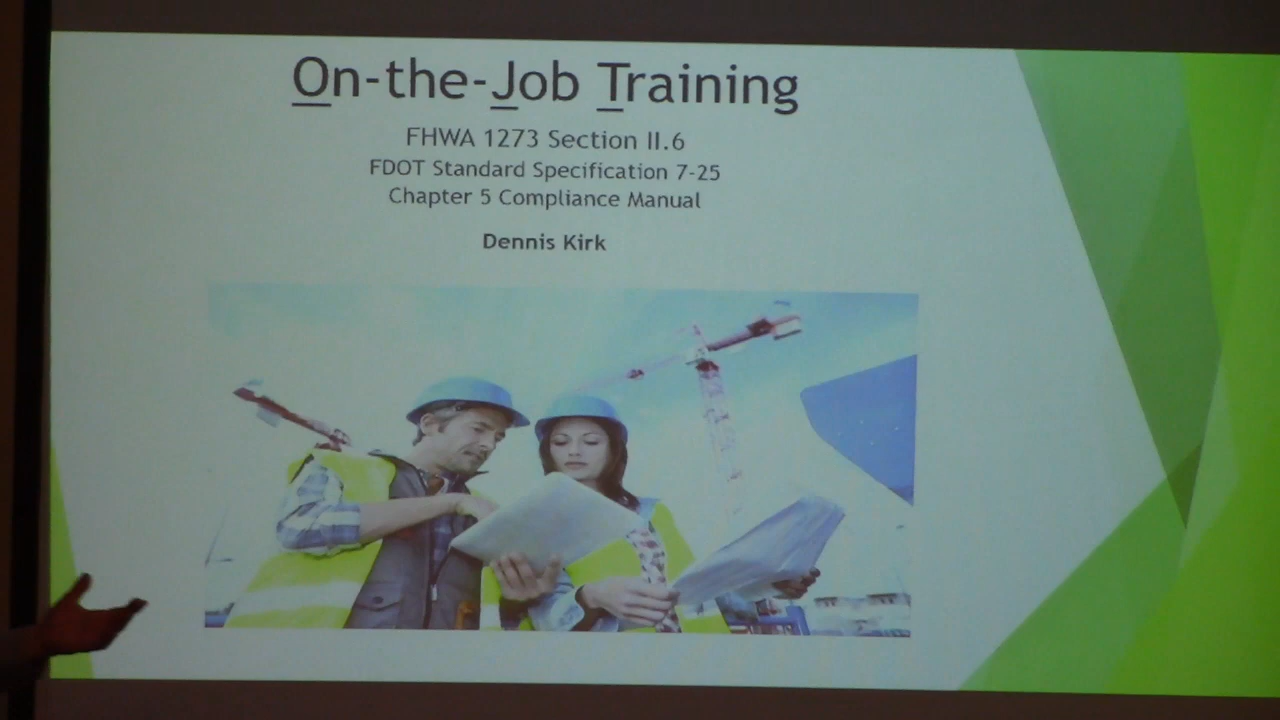 On-the-Job Training
FHWA 1273 Section II.6
FDOT Standard Specification 7-25
Chapter 5 Compliance Manual
Dennis Kirk